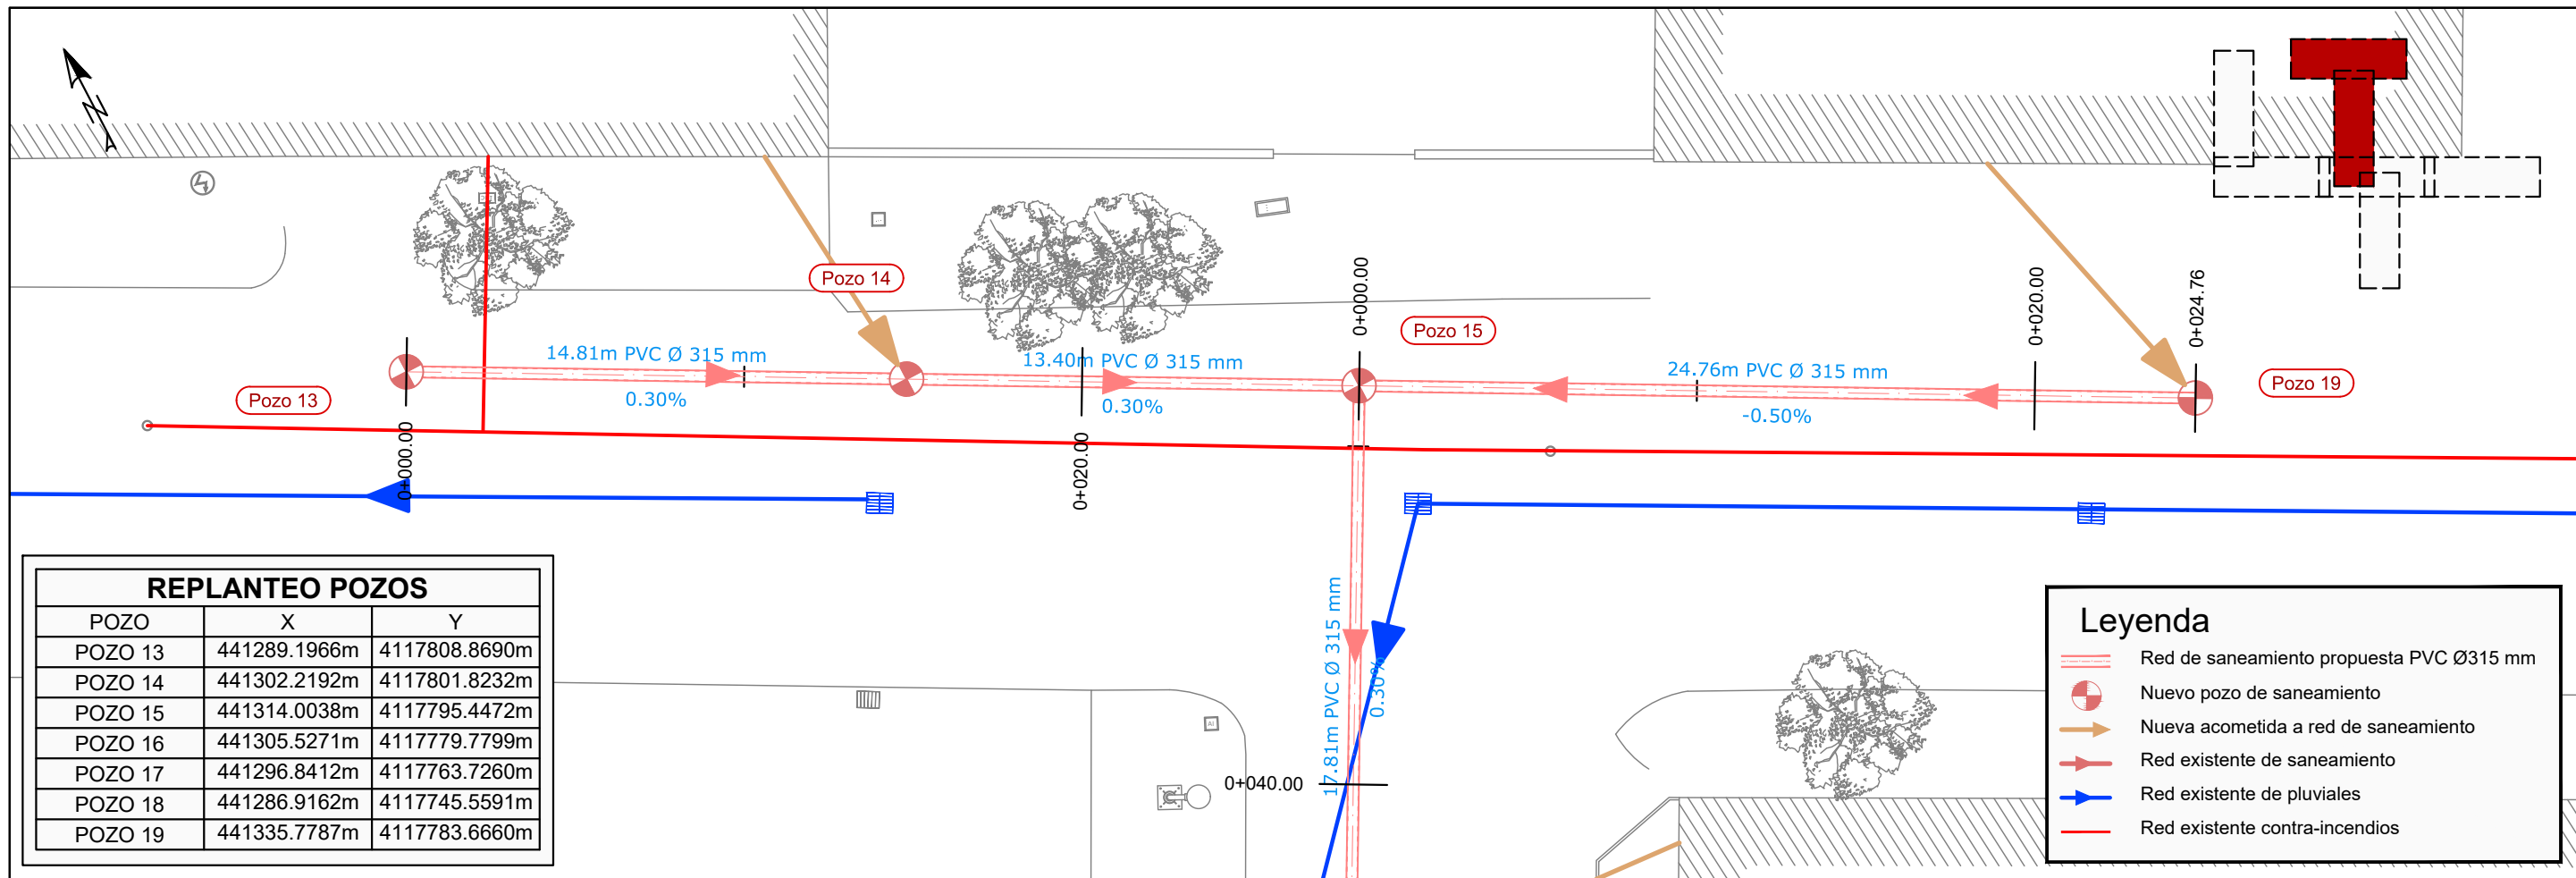 N
Pozo 14
0+000.00
Pozo 15
0+020.00
0+024.76
14.81m PVC Ø 315 mm
0.30%
13.40m PVC Ø 315 mm
0.30%
24.76m PVC Ø 315 mm
-0.50%
Pozo 13
Pozo 19
0+000.00
0+020.00
17.81m PVC Ø 315 mm
0.30%
0+040.00
AI
REPLANTEO POZOS
POZO X Y
POZO 13 441289.1966m 4117808.8690m
POZO 14 441302.2192m 4117801.8232m
POZO 15 441314.0038m 4117795.4472m
POZO 16 441305.5271m 4117779.7799m
POZO 17 441296.8412m 4117763.7260m
POZO 18 441286.9162m 4117745.5591m
POZO 19 441335.7787m 4117783.6660m
Leyenda
Red de saneamiento propuesta PVC Ø315 mm
Nuevo pozo de saneamiento
Nueva acometida a red de saneamiento
Red existente de saneamiento
Red existente de pluviales
Red existente contra-incendios